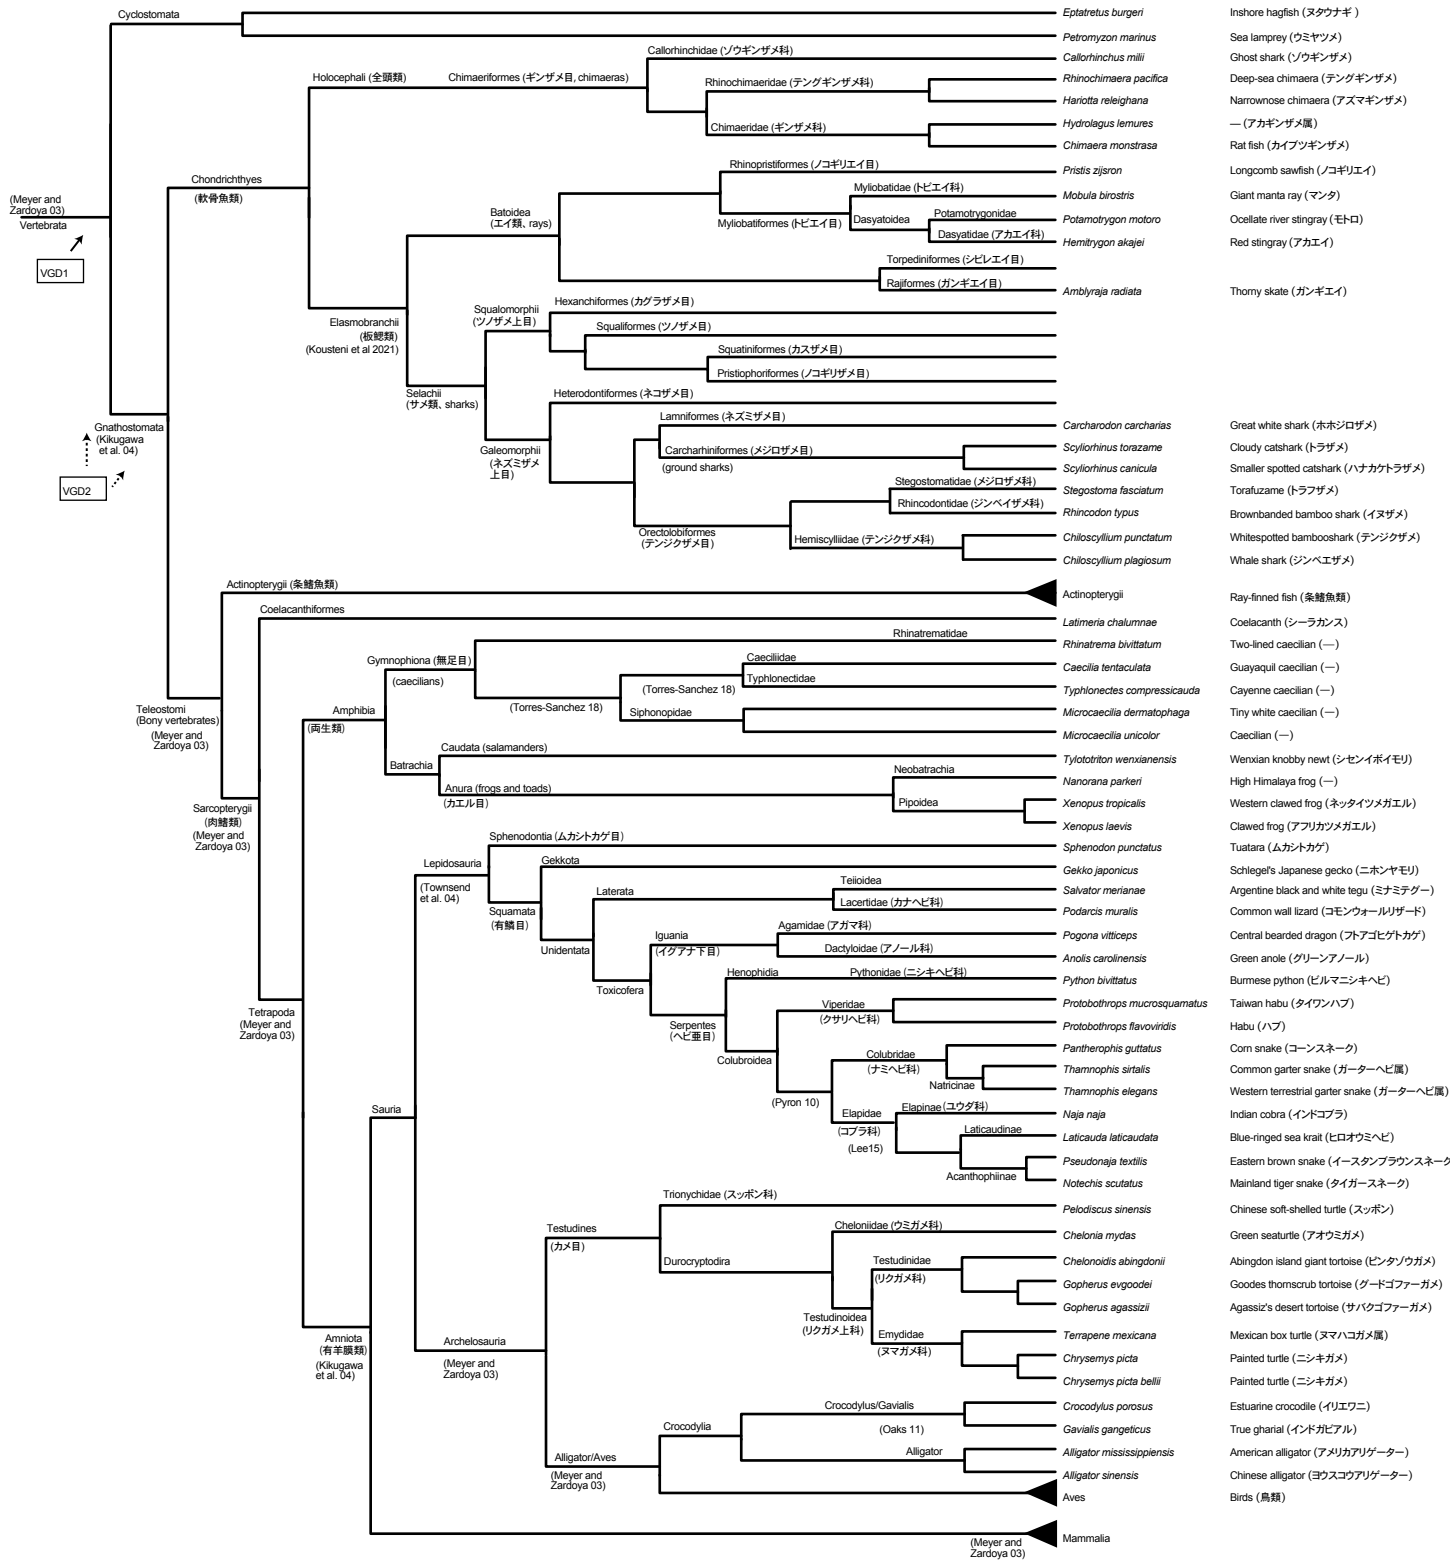 Cyclostomata
Eptatretus burgeri Inshore hagfish (ヌタウナギ )
Petromyzon marinus Sea lamprey (ウミヤツメ)
Callorhinchidae (ゾウギンザメ科)
Callorhinchus milii Ghost shark (ゾウギンザメ)
Holocephali (全頭類) Chimaeriformes (ギンザメ目, chimaeras)
Rhinochimaeridae (テングギンザメ科)
Rhinochimaera pacifica Deep-sea chimaera (テングギンザメ)
Hariotta releighana Narrownose chimaera (アズマギンザメ)
Chimaeridae (ギンザメ科)
Hydrolagus lemures — (アカギンザメ属)
Chimaera monstrasa Rat fish (カイブツギンザメ)
Rhinopristiformes (ノコギリエイ目)
Pristis zijsron Longcomb sawfish (ノコギリエイ)
Chondrichthyes
(軟骨魚類)
Myliobatidae (トビエイ科)
Mobula birostris Giant manta ray (マンタ)
(Meyer and
Zardoya 03)
Vertebrata
Batoidea
(エイ類、rays)
Myliobatiformes (トビエイ目)
Dasyatoidea
Potamotrygonidae
Potamotrygon motoro Ocellate river stingray (モトロ)
Dasyatidae (アカエイ科)
Hemitrygon akajei Red stingray (アカエイ)
VGD1
Torpediniformes (シビレエイ目)
Rajiformes (ガンギエイ目)
Amblyraja radiata Thorny skate (ガンギエイ)
Hexanchiformes (カグラザメ目)
Squalomorphii
(ツノザメ上目)
Elasmobranchii
(板鰓類)
(Kousteni et al 2021)
Squaliformes (ツノザメ目)
Squatiniformes (カスザメ目)
Pristiophoriformes (ノコギリザメ目)
Selachii
(サメ類、sharks)
Heterodontiformes (ネコザメ目)
Lamniformes (ネズミザメ目)
Carcharodon carcharias Great white shark (ホホジロザメ)
Gnathostomata
(Kikugawa
et al. 04)
Galeomorphii
(ネズミザメ
上目)
Carcharhiniformes (メジロザメ目)
(ground sharks)
Scyliorhinus torazame Cloudy catshark (トラザメ)
Scyliorhinus canicula Smaller spotted catshark (ハナカケトラザメ)
VGD2
Stegostomatidae (メジロザメ科)
Stegostoma fasciatum Torafuzame (トラフザメ)
Rhincodontidae (ジンベイザメ科)
Rhincodon typus Brownbanded bamboo shark (イヌザメ)
Orectolobiformes
(テンジクザメ目)
Hemiscylliidae (テンジクザメ科)
Chiloscyllium punctatum Whitespotted bambooshark (テンジクザメ)
Chiloscyllium plagiosum Whale shark (ジンベエザメ)
Actinopterygii (条鰭魚類)
Actinopterygii Ray-finned fish (条鰭魚類)
Coelacanthiformes
Latimeria chalumnae Coelacanth (シーラカンス)
Rhinatrematidae
Rhinatrema bivittatum Two-lined caecilian (—)
Gymnophiona (無足目)
(caecilians)
Caeciliidae
Caecilia tentaculata Guayaquil caecilian (—)
Typhlonectidae
(Torres-Sanchez 18)
Typhlonectes compressicauda Cayenne caecilian (—)
(Torres-Sanchez 18)
Siphonopidae
Microcaecilia dermatophaga Tiny white caecilian (—)
Microcaecilia unicolor Caecilian (—)
Teleostomi
(Bony vertebrates)
(Meyer and
Zardoya 03)
Amphibia
(両生類)
Batrachia
Caudata (salamanders)
Tylototriton wenxianensis Wenxian knobby newt (シセンイボイモリ)
Anura (frogs and toads)
(カエル目)
Neobatrachia
Nanorana parkeri High Himalaya frog (—)
Pipoidea
Xenopus tropicalis Western clawed frog (ネッタイツメガエル)
Xenopus laevis Clawed frog (アフリカツメガエル)
Sarcopterygii
(肉鰭類)
(Meyer and
Zardoya 03)
Sphenodontia (ムカシトカゲ目)
Sphenodon punctatus Tuatara (ムカシトカゲ)
Lepidosauria
(Townsend
et al. 04)
Gekkota
Gekko japonicus Schlegel's Japanese gecko (ニホンヤモリ)
Squamata
(有鱗目)
Laterata
Teiioidea
Salvator merianae Argentine black and white tegu (ミナミテグー)
Lacertidae (カナヘビ科)
Podarcis muralis Common wall lizard (コモンウォールリザード)
Unidentata
Iguania
(イグアナ下目)
Agamidae (アガマ科)
Pogona vitticeps Central bearded dragon (フトアゴヒゲトカゲ)
Dactyloidae (アノール科)
Anolis carolinensis Green anole (グリーンアノール)
Toxicofera
Henophidia Pythonidae (ニシキヘビ科)
Python bivittatus Burmese python (ビルマニシキヘビ)
Tetrapoda
(Meyer and
Zardoya 03)
Serpentes
(ヘビ亜目)
Viperidae
(クサリヘビ科)
Protobothrops mucrosquamatus Taiwan habu (タイワンハブ)
Protobothrops flavoviridis Habu (ハブ)
Colubroidea
Colubridae
(ナミヘビ科)
Pantherophis guttatus Corn snake (コーンスネーク)
Natricinae
Thamnophis sirtalis Common garter snake (ガーターヘビ属)
Thamnophis elegans Western terrestrial garter snake (ガーターヘビ属)
(Pyron 10)
Sauria
Elapidae
(コブラ科)
(Lee15)
Elapinae (ユウダ科)
Naja naja Indian cobra (インドコブラ)
Laticaudinae
Laticauda laticaudata Blue-ringed sea krait (ヒロオウミヘビ)
Acanthophiinae
Pseudonaja textilis Eastern brown snake (イースタンブラウンスネーク
Notechis scutatus Mainland tiger snake (タイガースネーク)
Trionychidae (スッポン科)
Pelodiscus sinensis Chinese soft-shelled turtle (スッポン)
Testudines
(カメ目)
Cheloniidae (ウミガメ科)
Chelonia mydas Green seaturtle (アオウミガメ)
Durocryptodira
Testudinidae
(リクガメ科)
Chelonoidis abingdonii Abingdon island giant tortoise (ピンタゾウガメ)
Gopherus evgoodei Goodes thornscrub tortoise (グードゴファーガメ)
Gopherus agassizii Agassiz's desert tortoise (サバクゴファーガメ)
Testudinoidea
(リクガメ上科)
Emydidae
(ヌマガメ科)
Terrapene mexicana Mexican box turtle (ヌマハコガメ属)
Chrysemys picta Painted turtle (ニシキガメ)
Chrysemys picta bellii Painted turtle (ニシキガメ)
Amniota
(有羊膜類)
(Kikugawa
et al. 04)
Archelosauria
(Meyer and
Zardoya 03)
Crocodylus/Gavialis
(Oaks 11)
Crocodylus porosus Estuarine crocodile (イリエワニ)
Gavialis gangeticus True gharial (インドガビアル)
Crocodylia
Alligator
Alligator mississippiensis American alligator (アメリカアリゲーター)
Alligator sinensis Chinese alligator (ヨウスコウアリゲーター)
Alligator/Aves
(Meyer and
Zardoya 03)
Aves Birds (鳥類)
Mammalia
(Meyer and
Zardoya 03)